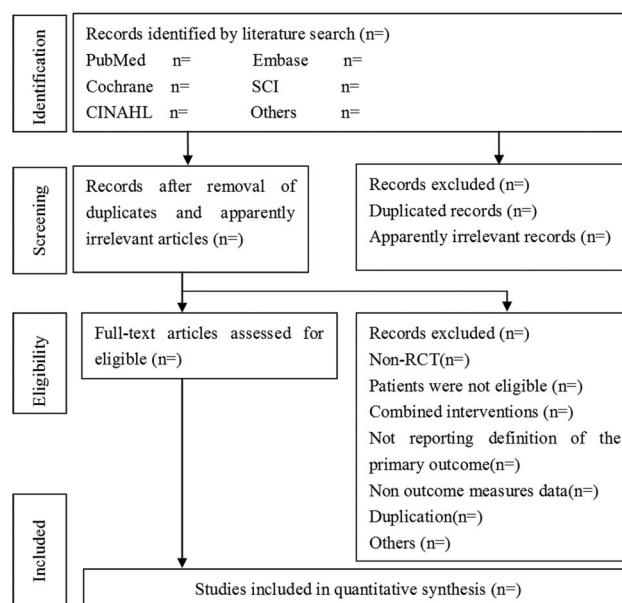 Identification
Records identified by literature search (n=)
PubMed n= Embase n=
Cochrane n= SCI n=
CINAHL n= Others n=
Screening
Records after removal of
duplicates and apparently
irrelevant articles (n=)
Records excluded (n=)
Duplicated records (n=)
Apparently irrelevant records (n=)
Eligibility
Full-text articles assessed for
eligible (n=)
Records excluded (n=)
Non-RCT(n=)
Patients were not eligible (n=)
Combined interventions (n=)
Not reporting definition of the
primary outcome(n=)
Non outcome measures data(n=)
Duplication(n=)
Others (n=)
Included
Studies included in quantitative synthesis (n=)